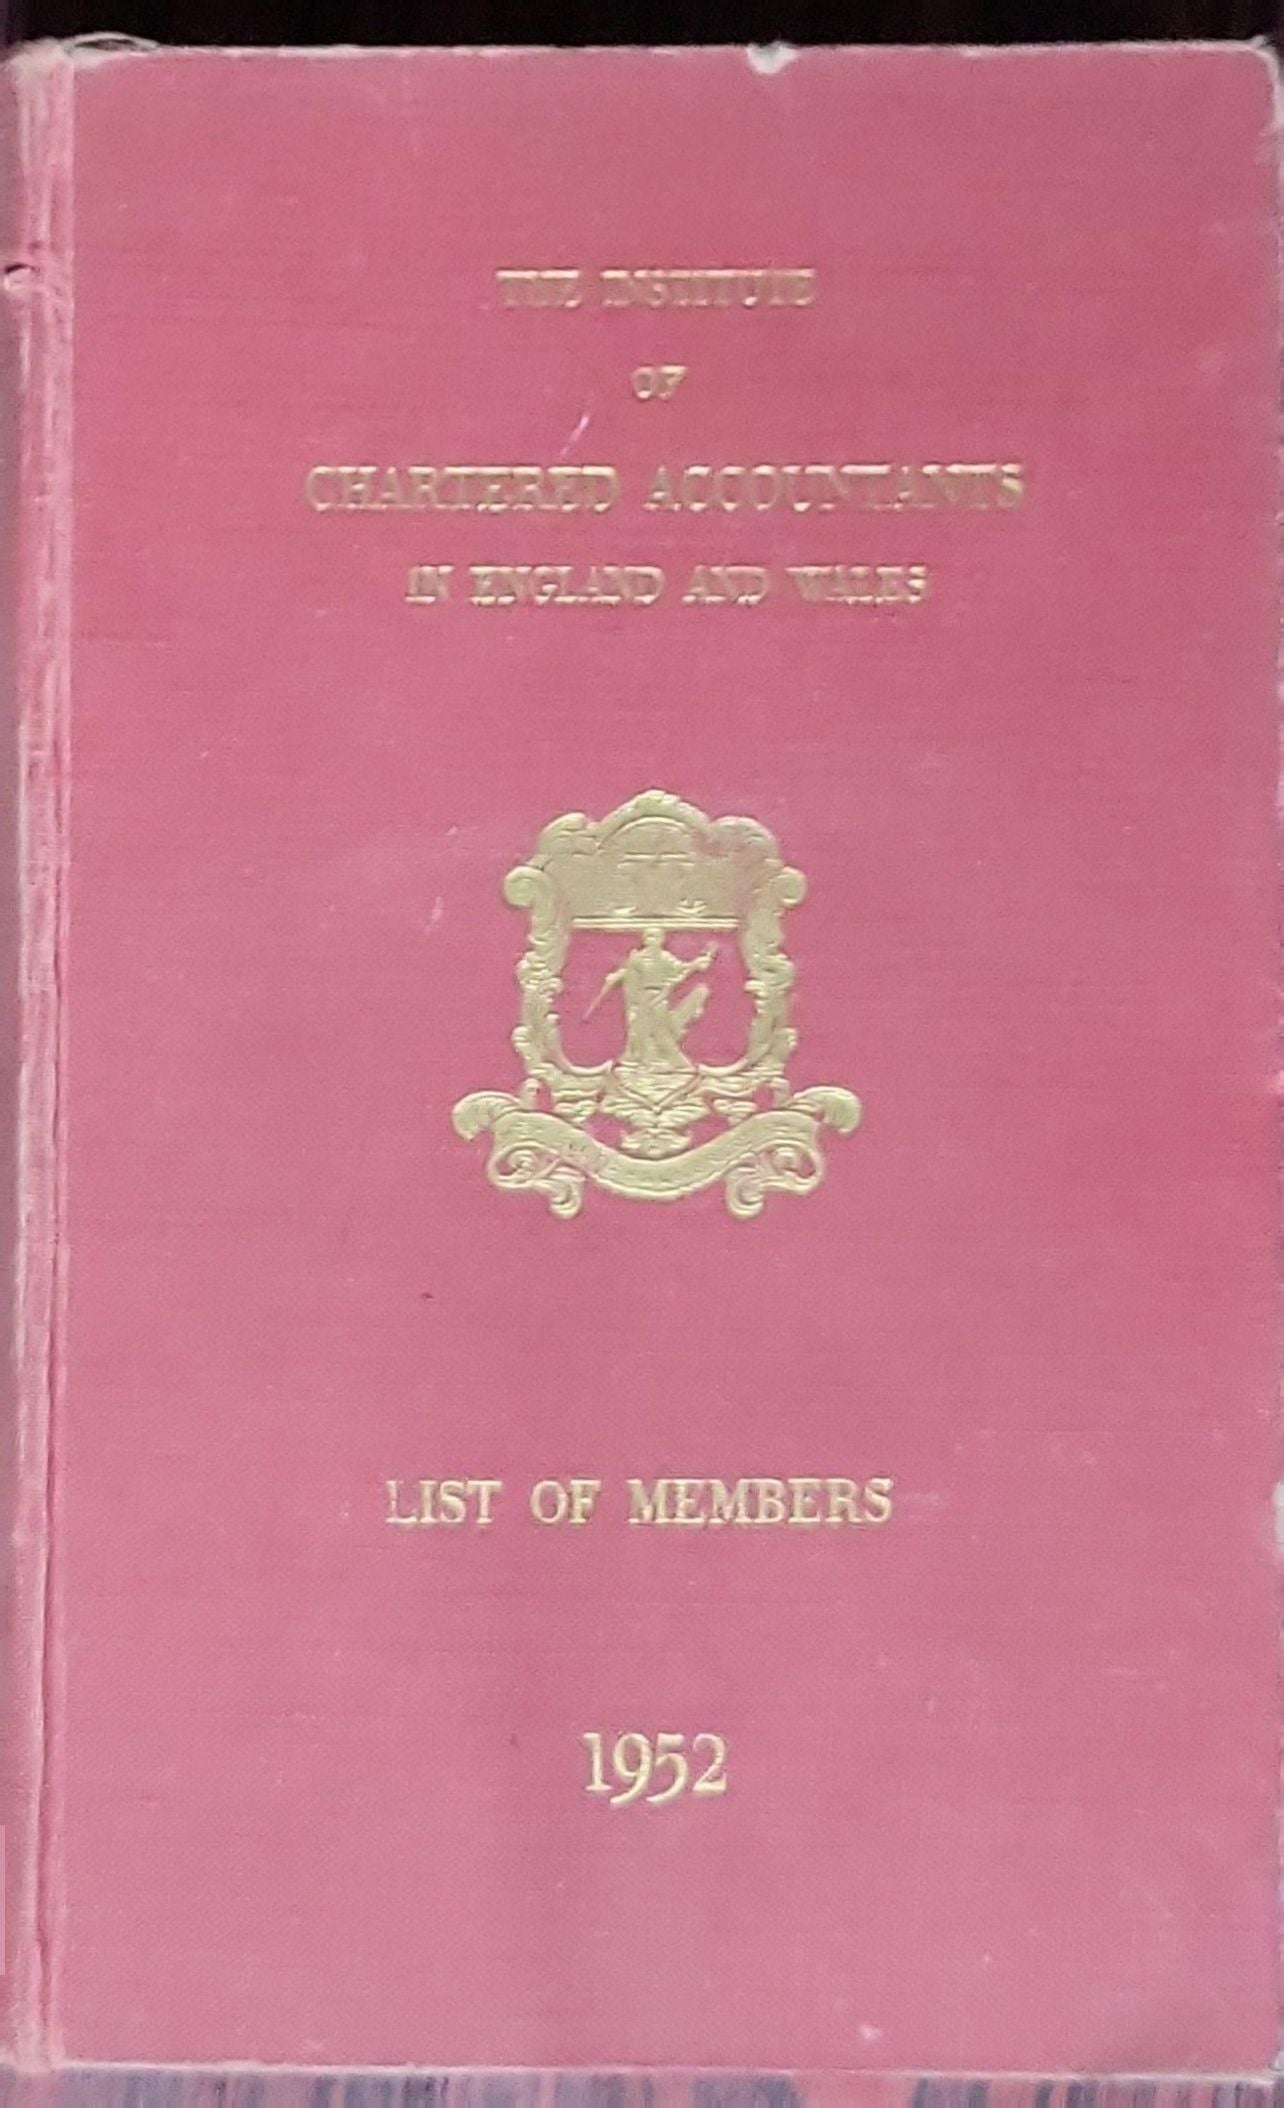 THE INSTITUTE
OF
CHARTERED ACCOUNTANTS
IN ENGLAND AND WALES
LIST OF MEMBERS
1952